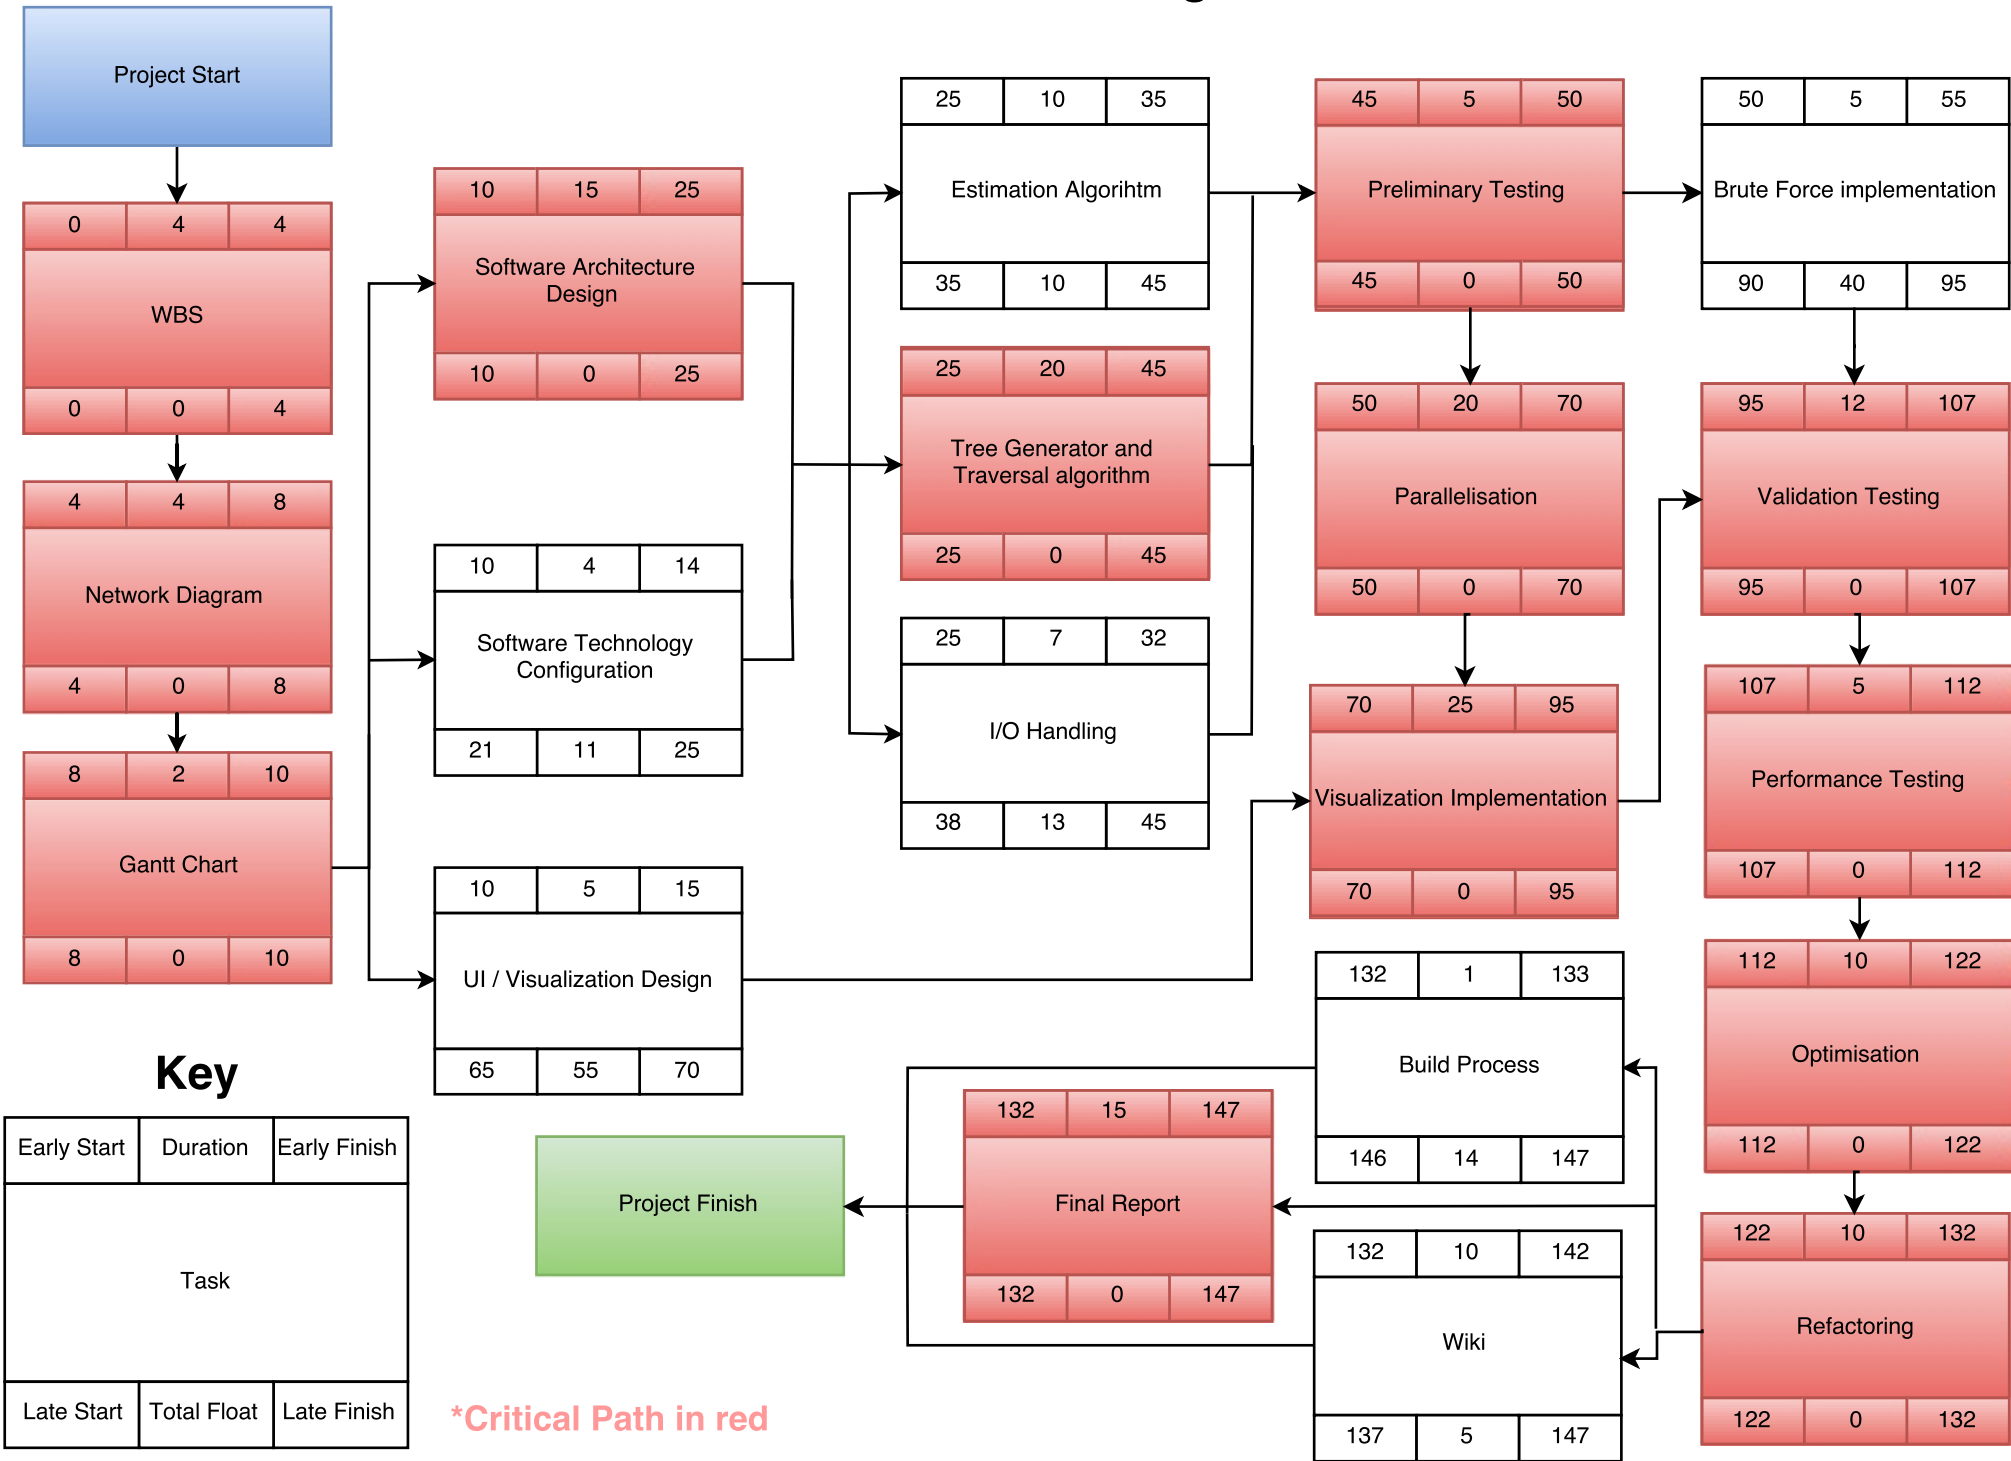 Project Start
0 4 4
WBS
0 0 4
4 4 8
Network Diagram
4 0 8
8 2 10
Gantt Chart
8 0 10
10 15 25
Software Architecture
Design
10 0 25
10 4 14
Software Technology
Configuration
21 11 25
10 5 15
UI / Visualization Design
65 55 70
25 10 35
Estimation Algorihtm
35 10 45
25 20 45
Tree Generator and
Traversal algorithm
25 0 45
25 7 32
I/O Handling
38 13 45
45 5 50
Preliminary Testing
45 0 50
50 20 70
Parallelisation
50 0 70
70 25 95
Visualization Implementation
70 0 95
50 5 55
Brute Force implementation
90 40 95
95 12 107
Validation Testing
95 0 107
107 5 112
Performance Testing
107 0 112
112 10 122
Optimisation
112 0 122
122 10 132
Refactoring
122 0 132
132 1 133
Build Process
146 14 147
132 15 147
Final Report
132 0 147
132 10 142
Wiki
137 5 147
Project Finish
Key
Early Start Duration Early Finish
Task
Late Start Total Float Late Finish
*Critical Path in red